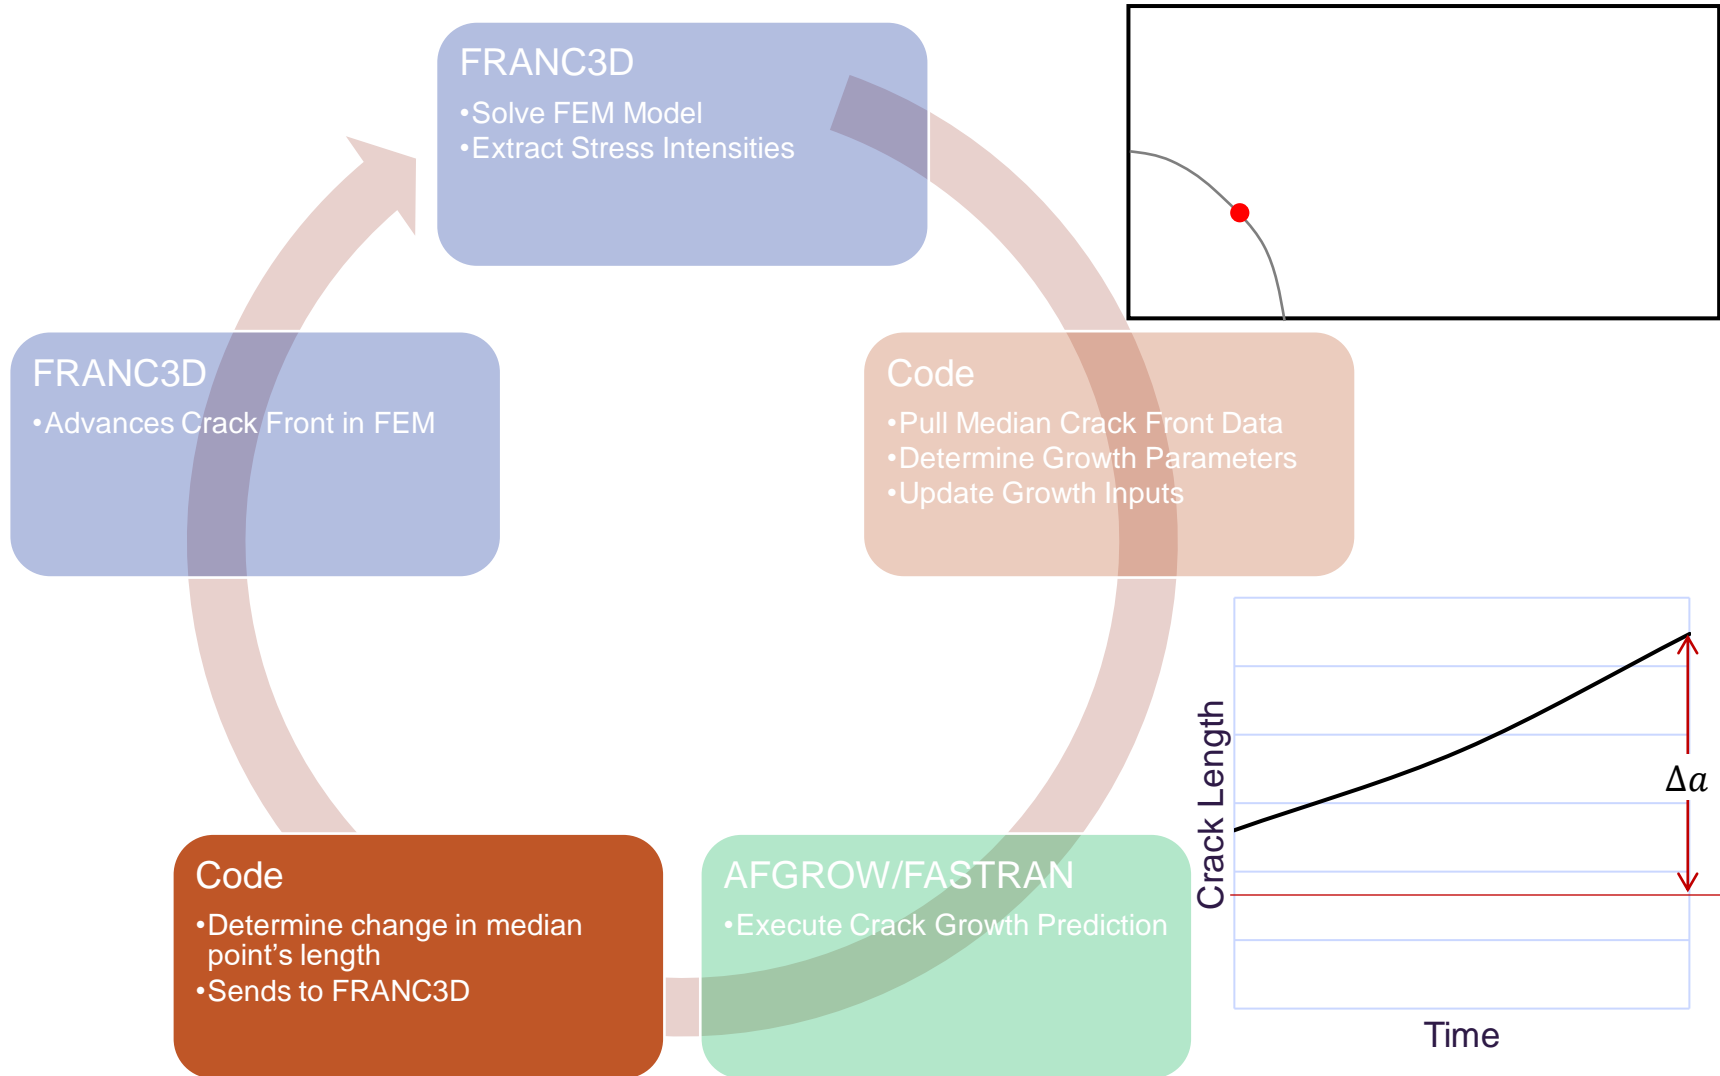 FRANC3D
•Solve FEM Model
•Extract Stress Intensities
Code
•Pull Median Crack Front Data
•Determine Growth Parameters
•Update Growth Inputs
AFGROW/FASTRAN
•Execute Crack Growth Prediction
Code
•Determine change in median
point's length
•Sends to FRANC3D
FRANC3D
•Advances Crack Front in FEM
Crack Length
Δa
Time